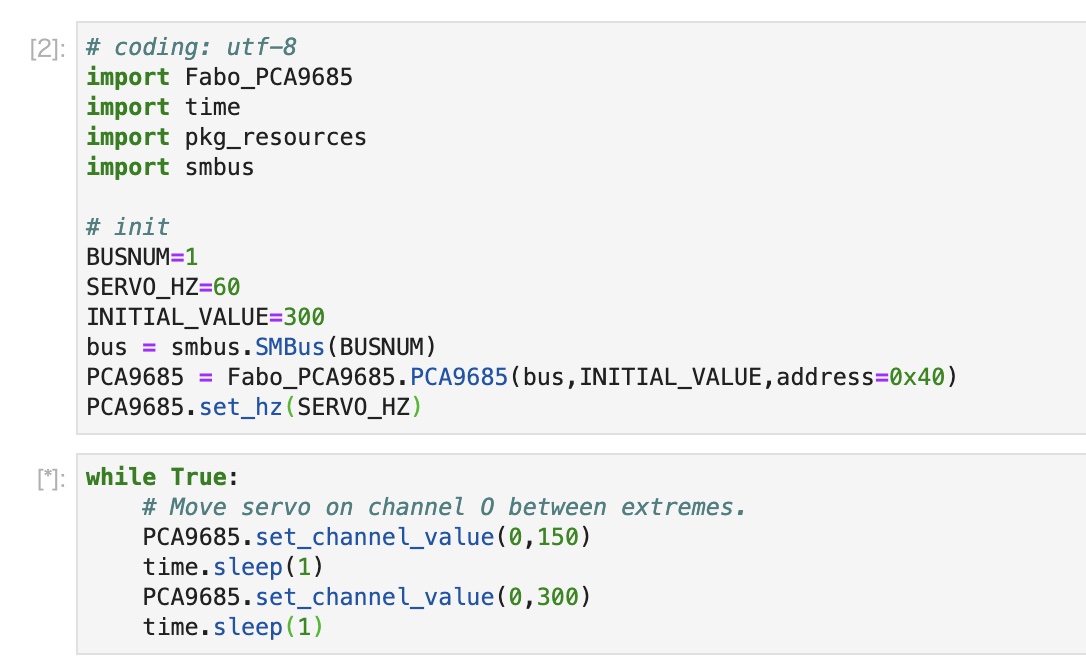 [2]:
# coding: utf-8
import Fabo_PCA9685
import time
import pkg_resources
import smbus

# init
BUSNUM=1
SERVO_HZ=60
INITIAL_VALUE=300
bus = smbus.SMBus(BUSNUM)
PCA9685 = Fabo_PCA9685.PCA9685(bus,INITIAL_VALUE,address=0x40)
PCA9685.set_hz(SERVO_HZ)

[*]:
while True:
    # Move servo on channel O between extremes.
    PCA9685.set_channel_value(0,150)
    time.sleep(1)
    PCA9685.set_channel_value(0,300)
    time.sleep(1)